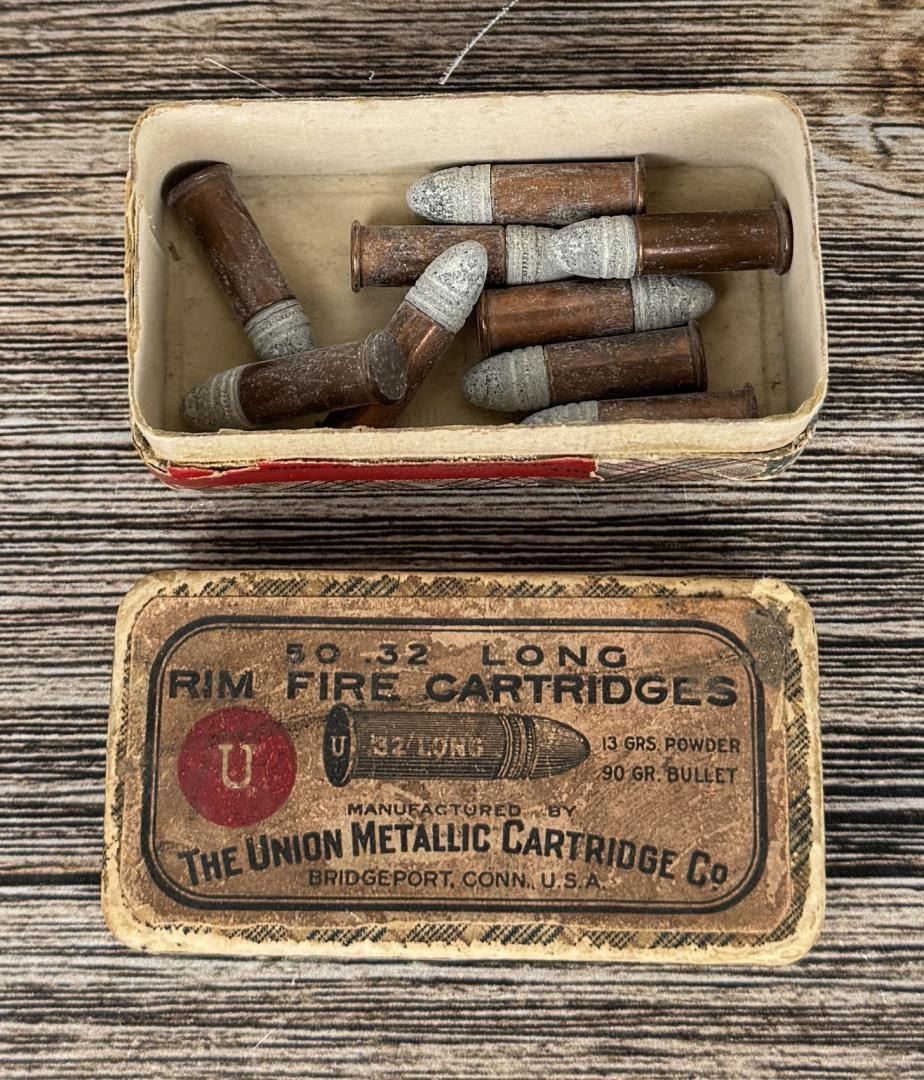 50 .32 LONG
RIM FIRE CARTRIDGES
U
U 32 LONG
13 GRS. POWDER
90 GR. BULLET
MANUFACTURED BY
THE UNION METALLIC CARTRIDGE CO
BRIDGEPORT, CONN., U.S.A.